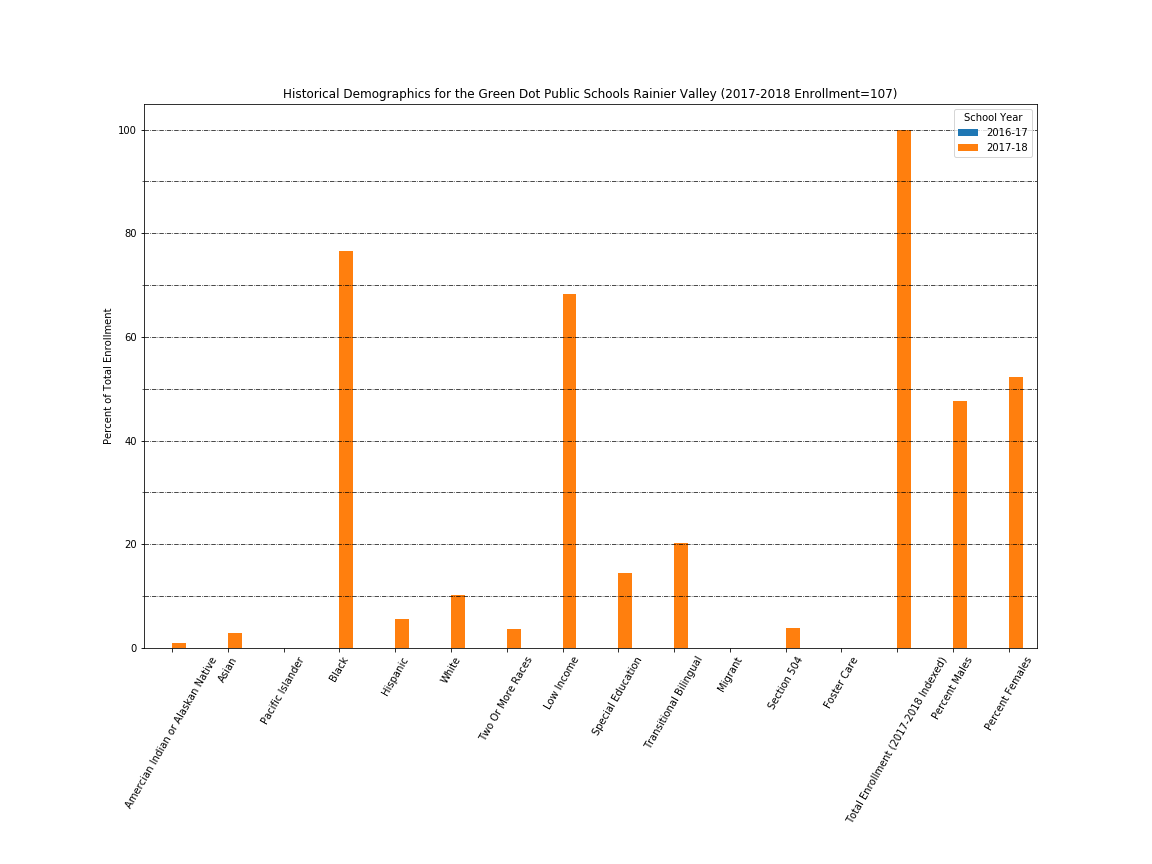 Historical Demographics for the Green Dot Public Schools Rainier Valley (2017-2018 Enrollment=107)
School Year
2016-17
2017-18
Percent of Total Enrollment
100
80
60
40
20
0
Amercian Indian or Alaskan Native
Asian
Pacific Islander
Black
Hispanic
White
Two Or More Races
Low Income
Special Education
Transitional Bilingual
Migrant
Section 504
Foster Care
Total Enrollment (2017-2018 Indexed)
Percent Males
Percent Females